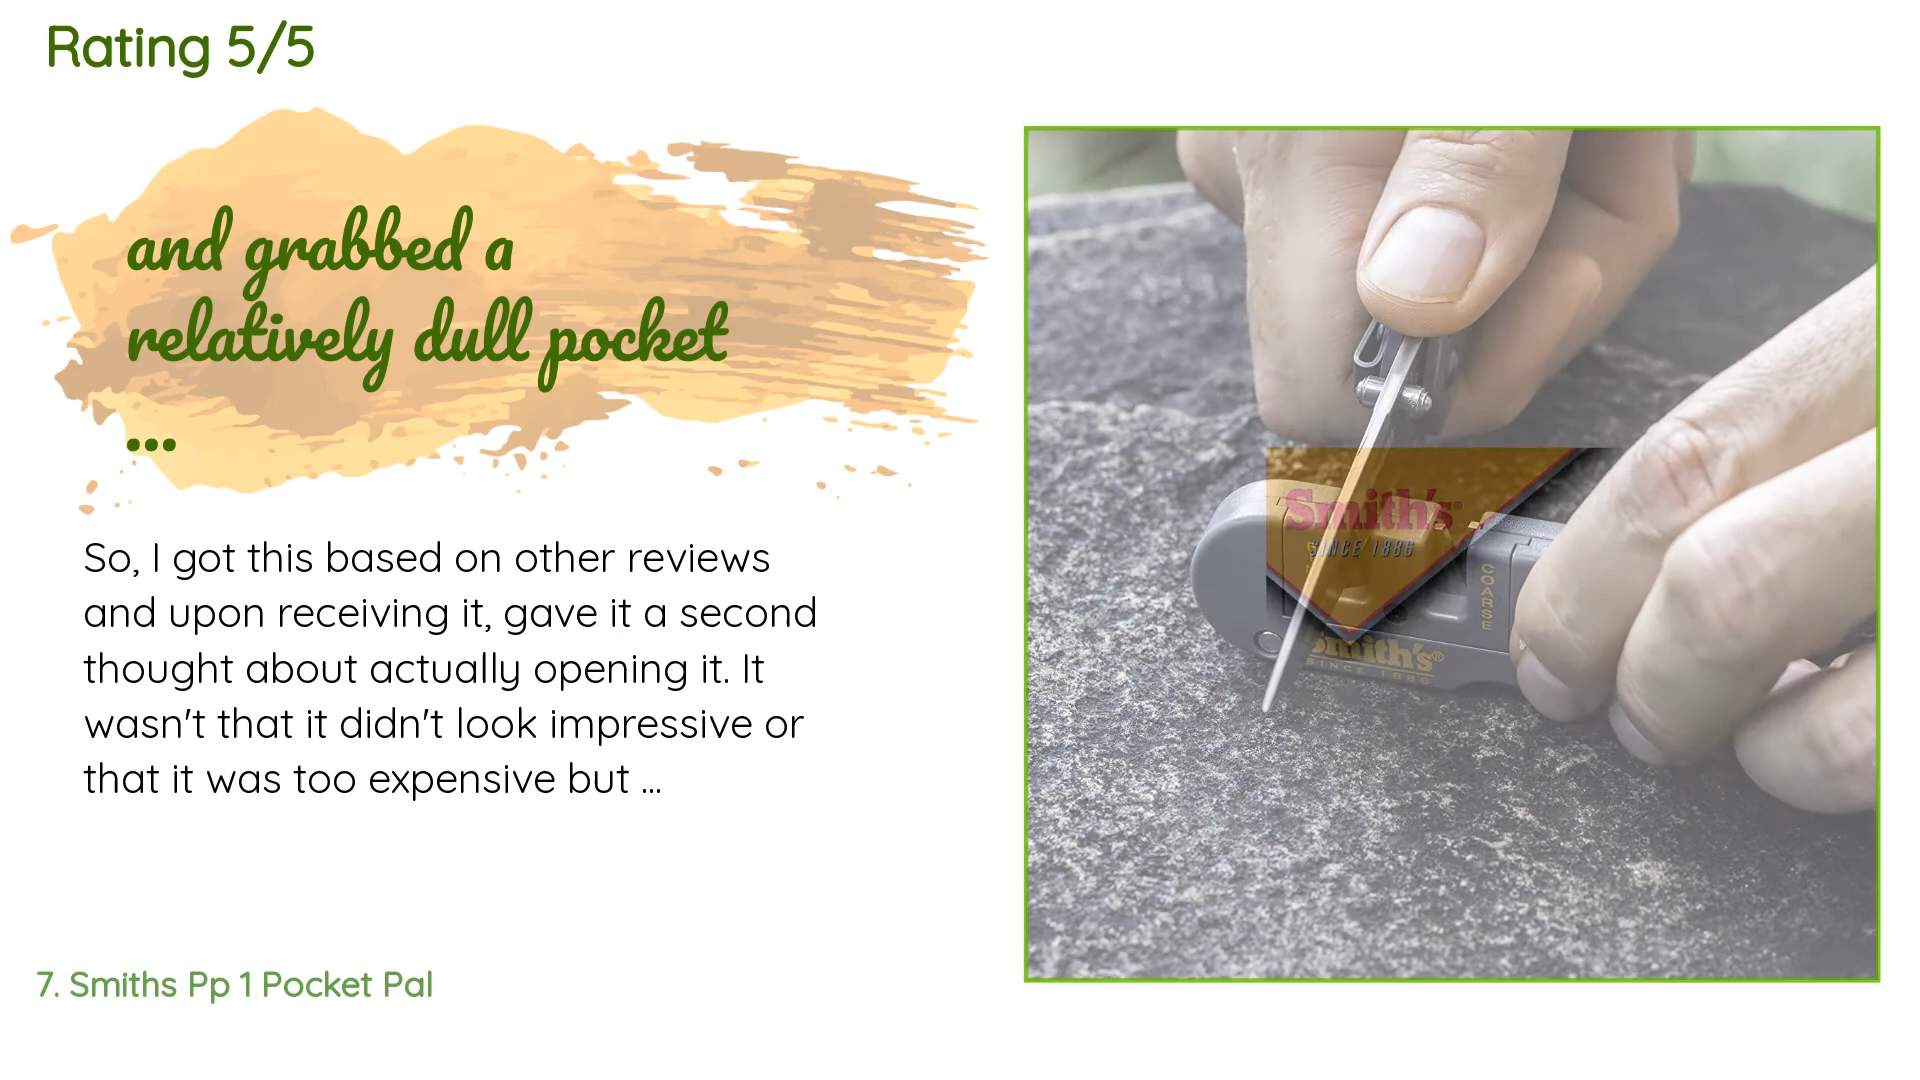 Rating 5/5
and grabbed a
relatively dull pocket
...
So, I got this based on other reviews
and upon receiving it, gave it a second
thought about actually opening it. It
wasn't that it didn't look impressive or
that it was too expensive but ...
7. Smiths Pp 1 Pocket Pal
Smith's
SINCE 1886
COARSE
Smith's®
SINCE 1886